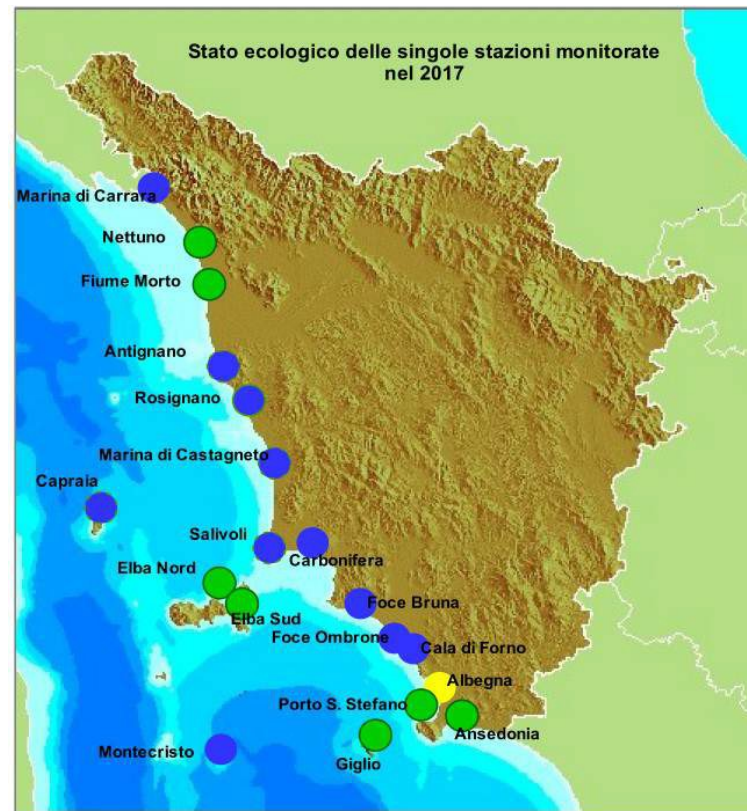 Stato ecologico delle singole stazioni monitorate
nel 2017
Marina di Carrara
Nettuno
Fiume Morto
Antignano
Rosignano
Marina di Castagneto
Capraia
Salivoli
Carbonifera
Elba Nord
Elba Sud
Foce Bruna
Foce Ombrone
Cala di Forno
Albegna
Porto S. Stefano
Ansedonia
Montecristo
Giglio